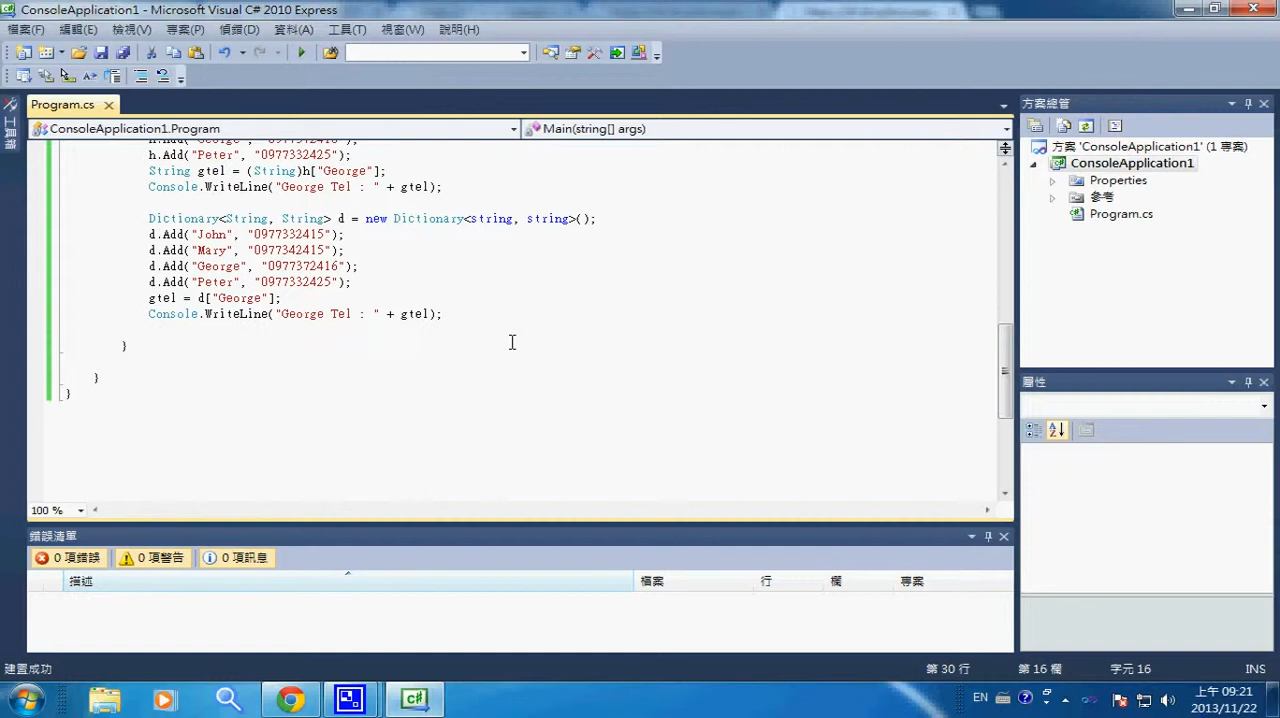 ConsoleApplication1 - Microsoft Visual C# 2010 Express
檔案(F) 編輯(E) 檢視(V) 專案(P) 偵錯(D) 資料(A) 工具(T) 視窗(W) 說明(H)
Program.cs
ConsoleApplication1.Program
Main(string[] args)
工具箱
h.Add("Peter", "0977332425");
String gtel = (String)h["George"];
Console.WriteLine("George Tel : " + gtel);
Dictionary<String, String> d = new Dictionary<string, string>();
d.Add("John", "0977332415");
d.Add("Mary", "0977342415");
d.Add("George", "0977372416");
d.Add("Peter", "0977332425");
gtel = d["George"];
Console.WriteLine("George Tel : " + gtel);
}
}
}
100 %
方案總管
方案 'ConsoleApplication1' (1 專案)
ConsoleApplication1
Properties
參考
Program.cs
屬性
錯誤清單
0 項錯誤 0 項警告 0 項訊息
描述 檔案 行 欄 專案
建置成功
第 30 行 第 16 欄 字元 16 INS
EN
上午 09:21
2013/11/22